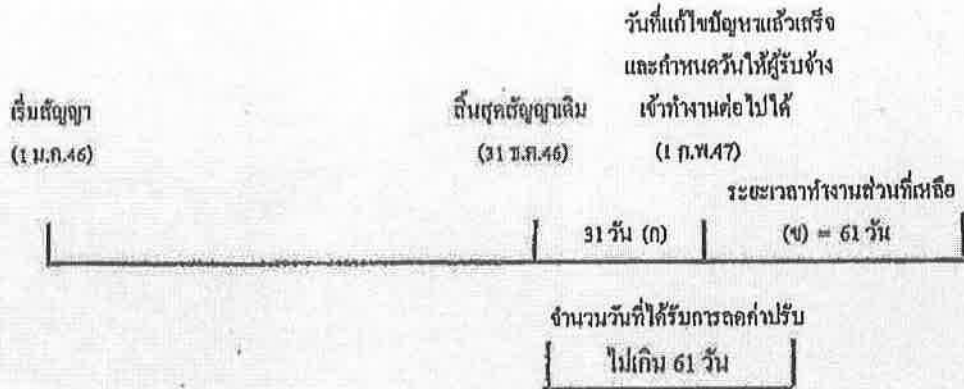 วันที่แก้ไขปัญหาแล้วเสร็จ
และกำหนดวันให้ผู้รับจ้าง
เริ่มสัญญา
สิ้นสุดสัญญาเดิม
เข้าทำงานต่อไปได้
(1 ม.ค.46)
(31 ธ.ค.46)
(1 ก.พ.47)
ระยะเวลาทำงานส่วนที่เหลือ
31 วัน (ก)
(ข) = 61 วัน
จำนวนวันที่ได้รับการลดค่าปรับ
ไม่เกิน 61 วัน